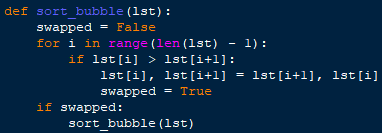 def sort_bubble(lst):
    swapped = False
    for i in range(len(lst) - 1):
        if lst[i] > lst[i+1]:
            lst[i], lst[i+1] = lst[i+1], lst[i]
            swapped = True
    if swapped:
        sort_bubble(lst)